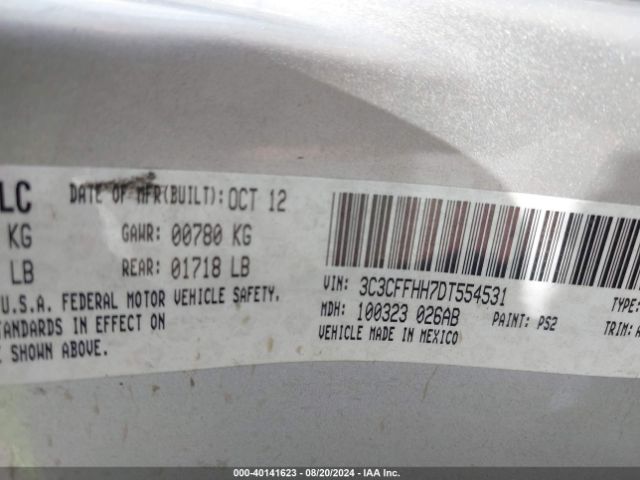 LC DATE OF MFR(BUILT): OCT 12
KG GAWR: 00780 KG
LB REAR: 01718 LB
U.S.A. FEDERAL MOTOR VEHICLE SAFETY.
STANDARDS IN EFFECT ON
SHOWN ABOVE.
VIN: 3C3CFFHH7DT554531 TYPE:
MDH: 100323 026AB PAINT: PS2 TRIM:
VEHICLE MADE IN MEXICO
000-40141623 - 08/20/2024 - IAA Inc.